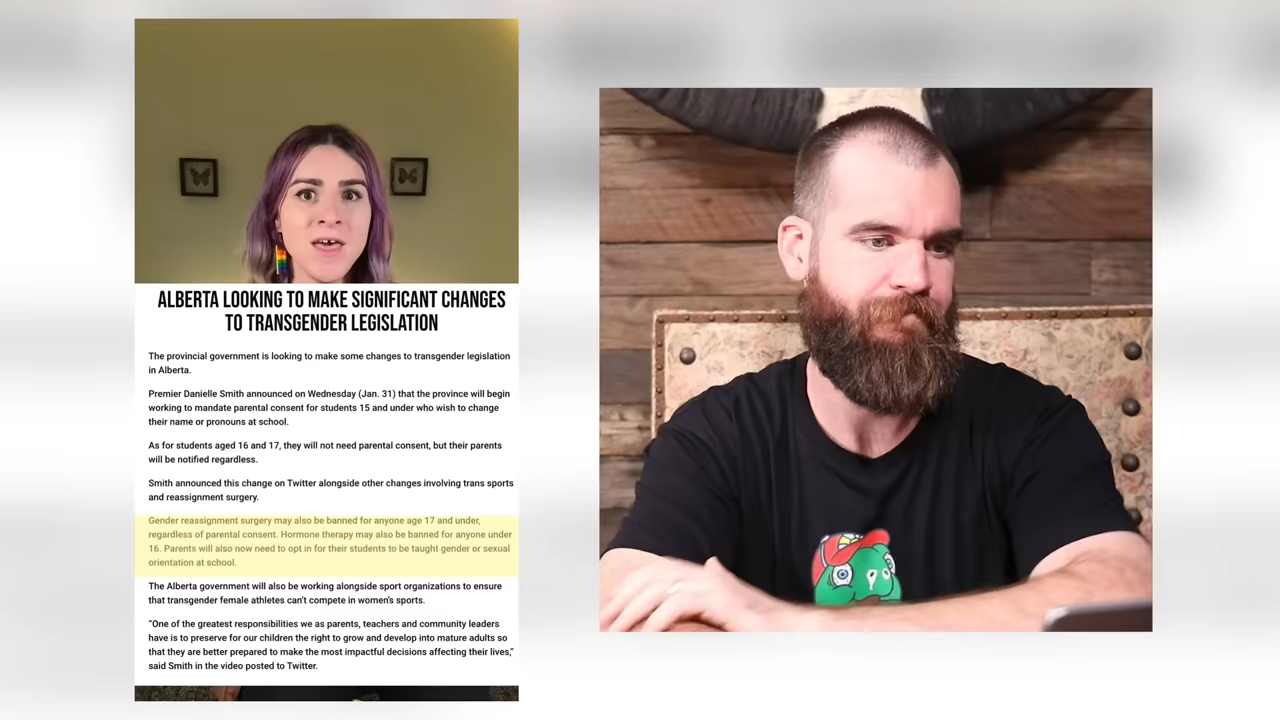 ALBERTA LOOKING TO MAKE SIGNIFICANT CHANGES
TO TRANSGENDER LEGISLATION
The provincial government is looking to make some changes to transgender legislation
in Alberta.
Premier Danielle Smith announced on Wednesday (Jan. 31) that the province will begin
working to mandate parental consent for students 15 and under who wish to change
their name or pronouns at school.
As for students aged 16 and 17, they will not need parental consent, but their parents
will be notified regardless.
Smith announced this change on Twitter alongside other changes involving trans sports
and reassignment surgery.
Gender reassignment surgery may also be banned for anyone age 17 and under,
regardless of parental consent. Hormone therapy may also be banned for anyone under
16. Parents will also now need to opt in for their students to be taught gender or sexual
orientation at school.
The Alberta government will also be working alongside sport organizations to ensure
that transgender female athletes can't compete in women's sports.
“One of the greatest responsibilities we as parents, teachers and community leaders
have is to preserve for our children the right to grow and develop into mature adults so
that they are better prepared to make the most impactful decisions affecting their lives,”
said Smith in the video posted to Twitter.